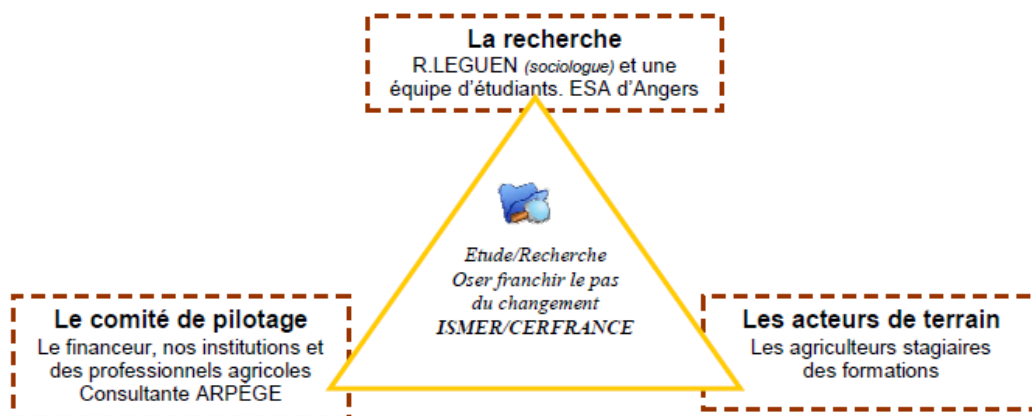 La recherche
R.LEGUEN (sociologue) et une
équipe d'étudiants. ESA d'Angers
Etude/Recherche
Oser franchir le pas
du changement
ISMER/CERFRANCE
Le comité de pilotage
Le financeur, nos institutions et
des professionnels agricoles
Consultante ARPÈGE
Les acteurs de terrain
Les agriculteurs stagiaires
des formations